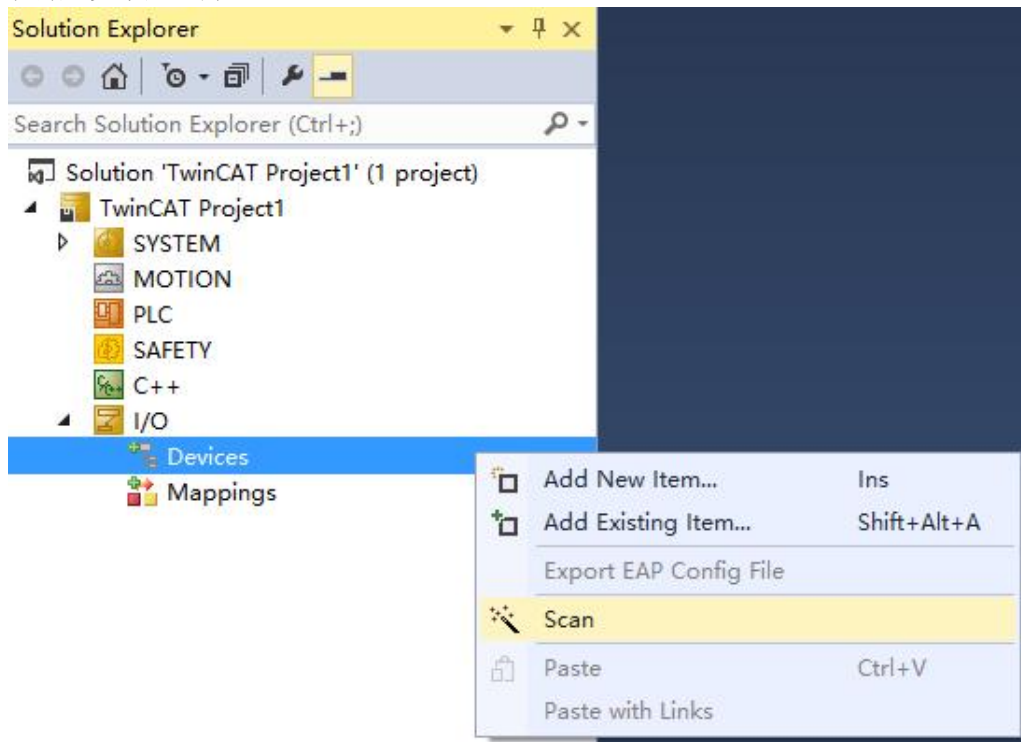 Solution Explorer
Search Solution Explorer (Ctrl+;)
Solution 'TwinCAT Project1' (1 project)
TwinCAT Project1
SYSTEM
MOTION
PLC
SAFETY
C++
I/O
Devices
Mappings
Add New Item... Ins
Add Existing Item... Shift+Alt+A
Export EAP Config File
Scan
Paste Ctrl+V
Paste with Links